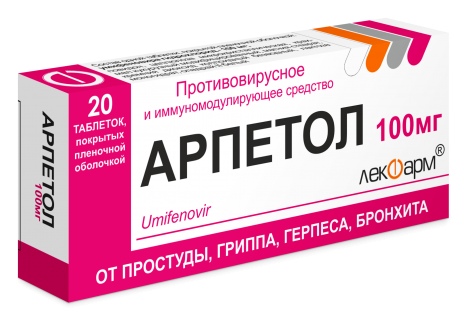 Противовирусное
и иммуномодулирующее средство
АРПЕТОЛ 100мг
Umifenovir
лекФарм®
ОТ ПРОСТУДЫ, ГРИППА, ГЕРПЕСА, БРОНХИТА
20
ТАБЛЕТОК,
покрытых
пленочной
оболочкой
АРПЕТОЛ
100мг